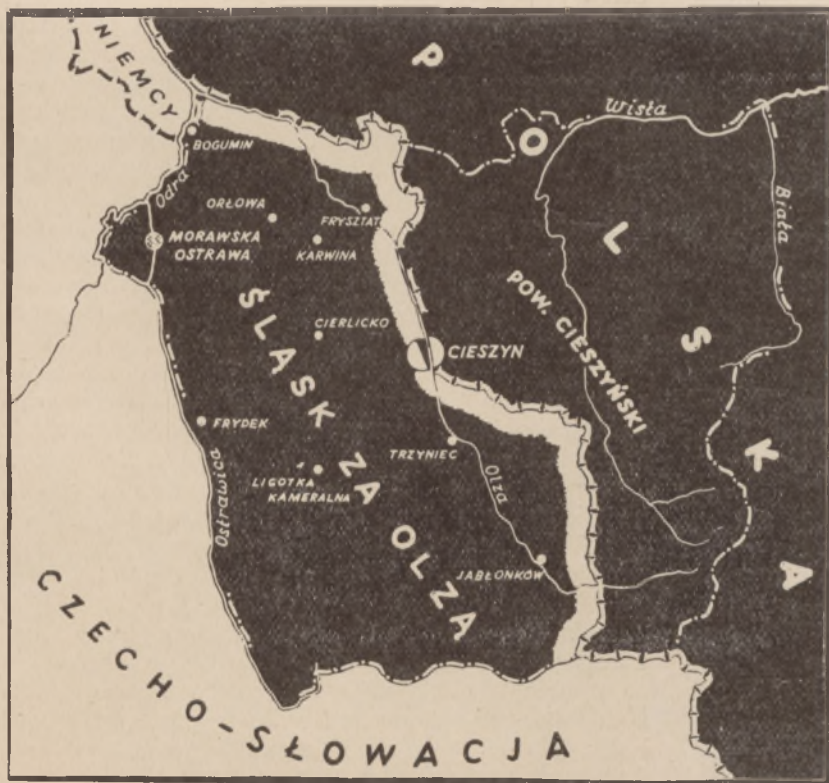 NIEMCY
POLSKA
Wisła
BOGUMIN
Odra
Biała
ORŁOWA
FRYSZTAT
MORAWSKA
OSTRAWA
KARWINA
POW. CIESZYŃSKI
CIERLICKO
CIESZYN
ŚLĄSK ZA OLZĄ
FRYDEK
TRZYNIEC
Olza
LIGOTKA
KAMERALNA
Ostrawica
JABŁONKÓW
CZECHO-SŁOWACJA